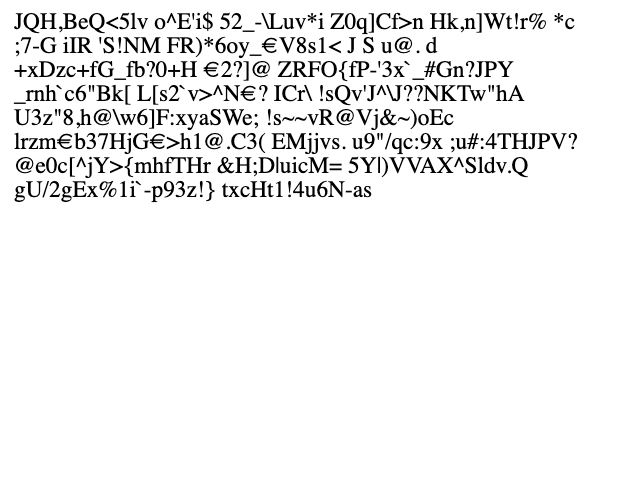 JQH,BeQ<5lv o^E'i$ 52_-\Luv*i Z0q]Cf>n Hk,n]Wt!r% *c
;7-G iIR 'S!NM FR)*6oy_€V8s1< J S u@. d
+xDzc+fG_fb?0+H €2?]@ ZRFO{fP-'3x`_#Gn?JPY
_rnh`c6"Bk[ L[s2`v>^N€? ICr\ !sQv'J^\J??NKTw"hA
U3z"8,h@\w6]F:xyaSWe; !s~~vR@Vj&~)oEc
lrzm€b37HjG€>h1@.C3( EMjjvs. u9"/qc:9x ;u#:4THJPV?
@e0c[^jY>{mhfTHr &H;D|uicM= 5Y|)VVAX^Sldv.Q
gU/2gEx%1i`-p93z!} txcHt1!4u6N-as